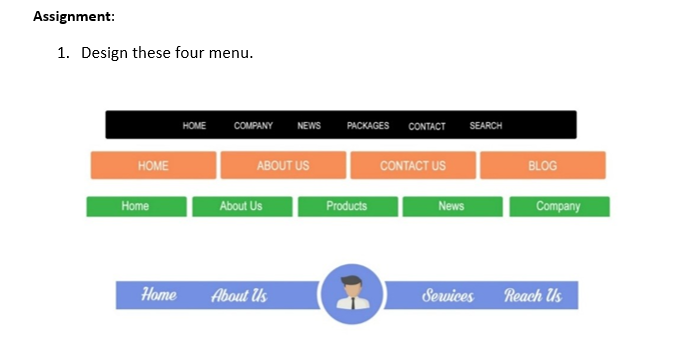 Assignment:
1. Design these four menu.
HOME COMPANY NEWS PACKAGES CONTACT SEARCH
HOME ABOUT US CONTACT US BLOG
Home About Us Products News Company
Home About Us Services Reach Us